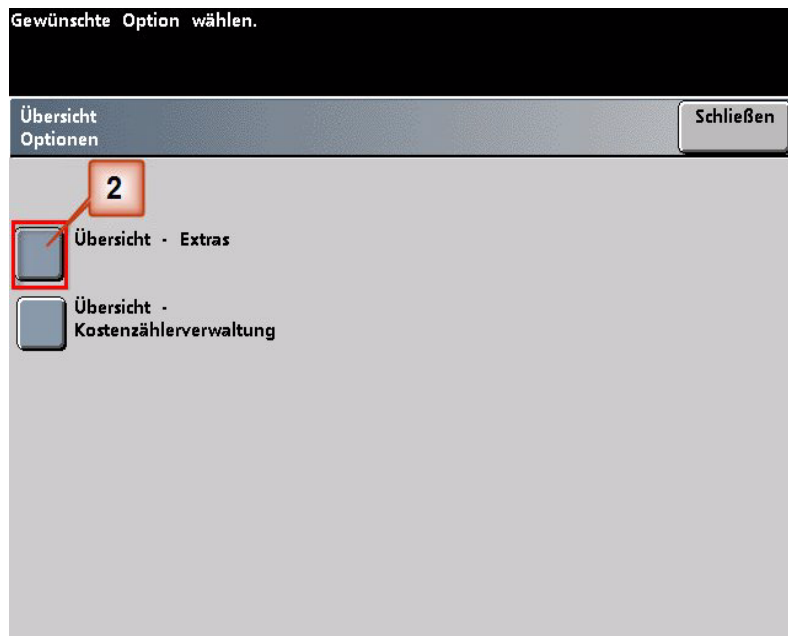 Gewünschte Option wählen.
Übersicht
Optionen
Schließen
2
Übersicht - Extras
Übersicht -
Kostenzählerverwaltung